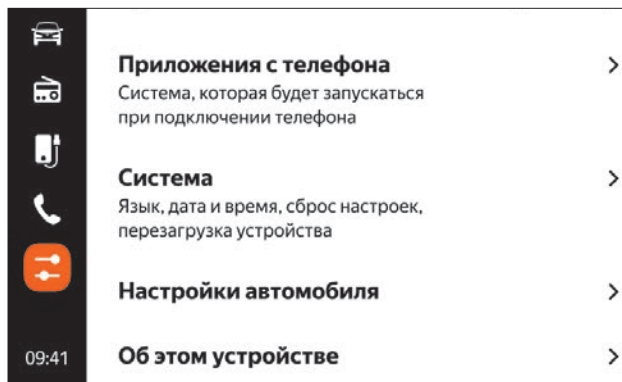 Приложения с телефона
Система, которая будет запускаться
при подключении телефона
Система
Язык, дата и время, сброс настроек,
перезагрузка устройства
Настройки автомобиля
Об этом устройстве
09:41